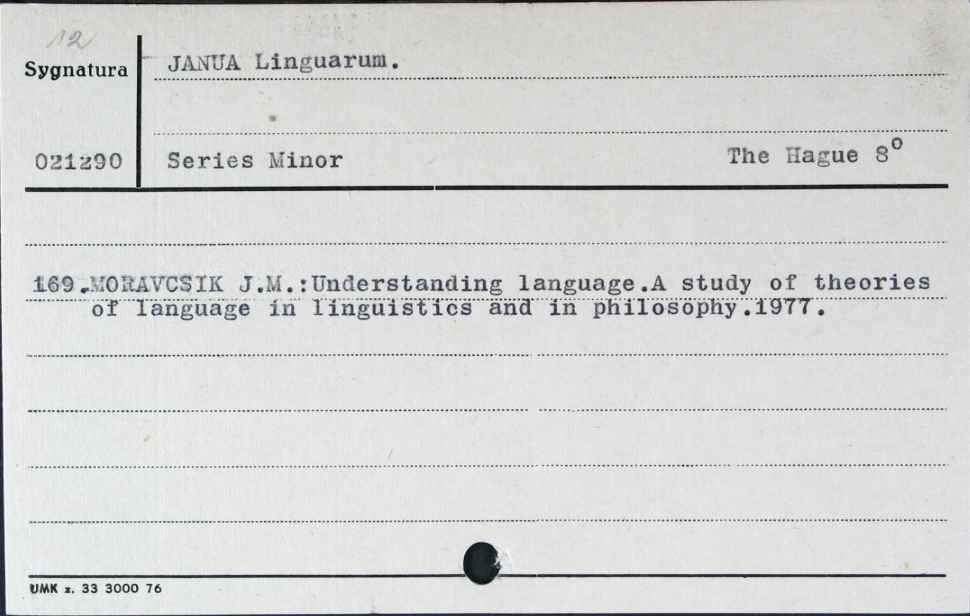 12
Sygnatura
JANUA Linguarum.
021290
Series Minor
The Hague 8°
169.MORAVCSIK J.M.:Understanding language.A study of theories
of language in linguistics and in philosophy.1977.
UMK z. 33 3000 76